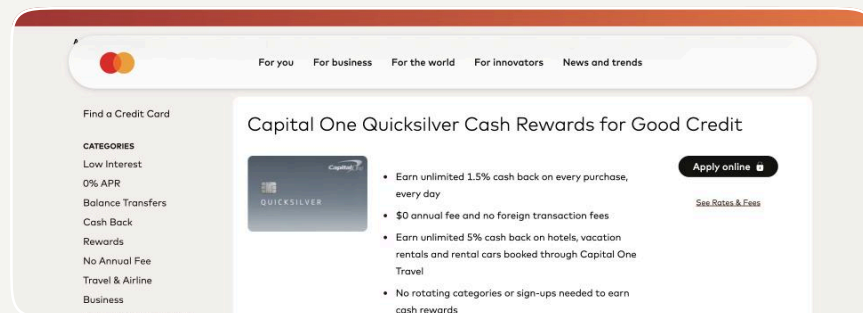 For you For business For the world For innovators News and trends
Find a Credit Card
CATEGORIES
Low Interest
0% APR
Balance Transfers
Cash Back
Rewards
No Annual Fee
Travel & Airline
Business
Capital One Quicksilver Cash Rewards for Good Credit
Capital One
QUICKSILVER
• Earn unlimited 1.5% cash back on every purchase,
every day
• $0 annual fee and no foreign transaction fees
• Earn unlimited 5% cash back on hotels, vacation
rentals and rental cars booked through Capital One
Travel
• No rotating categories or sign-ups needed to earn
cash rewards
Apply online
See Rates & Fees